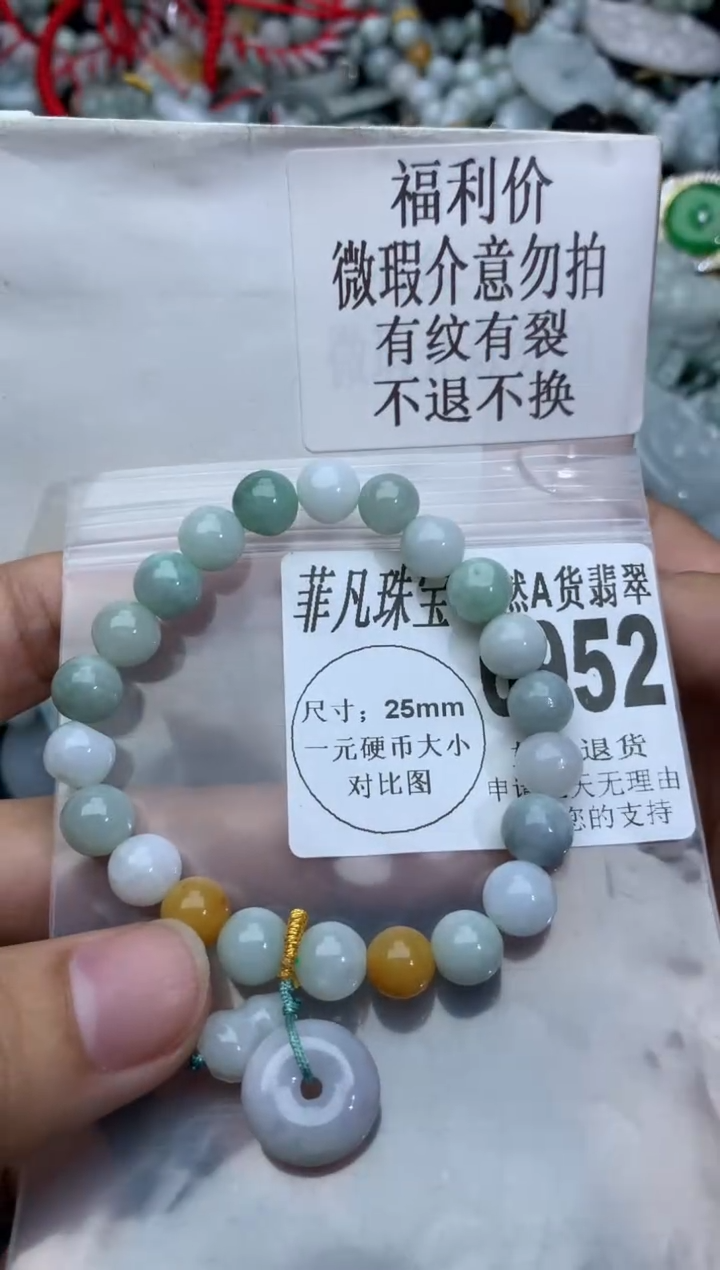 福利价
微瑕介意勿拍
有纹有裂
不退不换
菲凡珠宝 然A货翡翠
952
尺寸；25mm
一元硬币大小
对比图
退货
申请 天无理由
您的支持